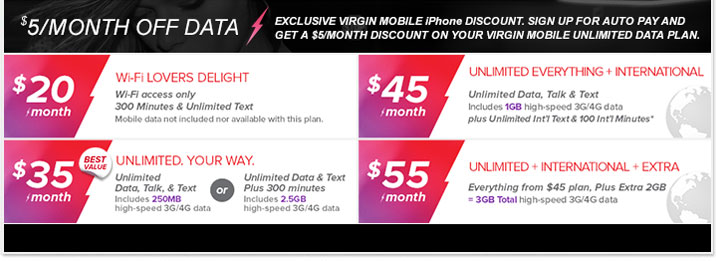 $5/MONTH OFF DATA
EXCLUSIVE VIRGIN MOBILE iPhone DISCOUNT. SIGN UP FOR AUTO PAY AND
GET A $5/MONTH DISCOUNT ON YOUR VIRGIN MOBILE UNLIMITED DATA PLAN.
$20
/month
Wi-Fi LOVERS DELIGHT
Wi-Fi access only
300 Minutes & Unlimited Text
Mobile data not included nor available with this plan.
$45
/month
UNLIMITED EVERYTHING + INTERNATIONAL
Unlimited Data, Talk & Text
Includes 1GB high-speed 3G/4G data
plus Unlimited Int'l Text & 100 Int'l Minutes*
$35
/month
BEST
VALUE
UNLIMITED. YOUR WAY.
Unlimited
Data, Talk, & Text
Includes 250MB
high-speed 3G/4G data
or
Unlimited Data & Text
Plus 300 minutes
Includes 2.5GB
high-speed 3G/4G data
$55
/month
UNLIMITED + INTERNATIONAL + EXTRA
Everything from $45 plan, Plus Extra 2GB
= 3GB Total high-speed 3G/4G data